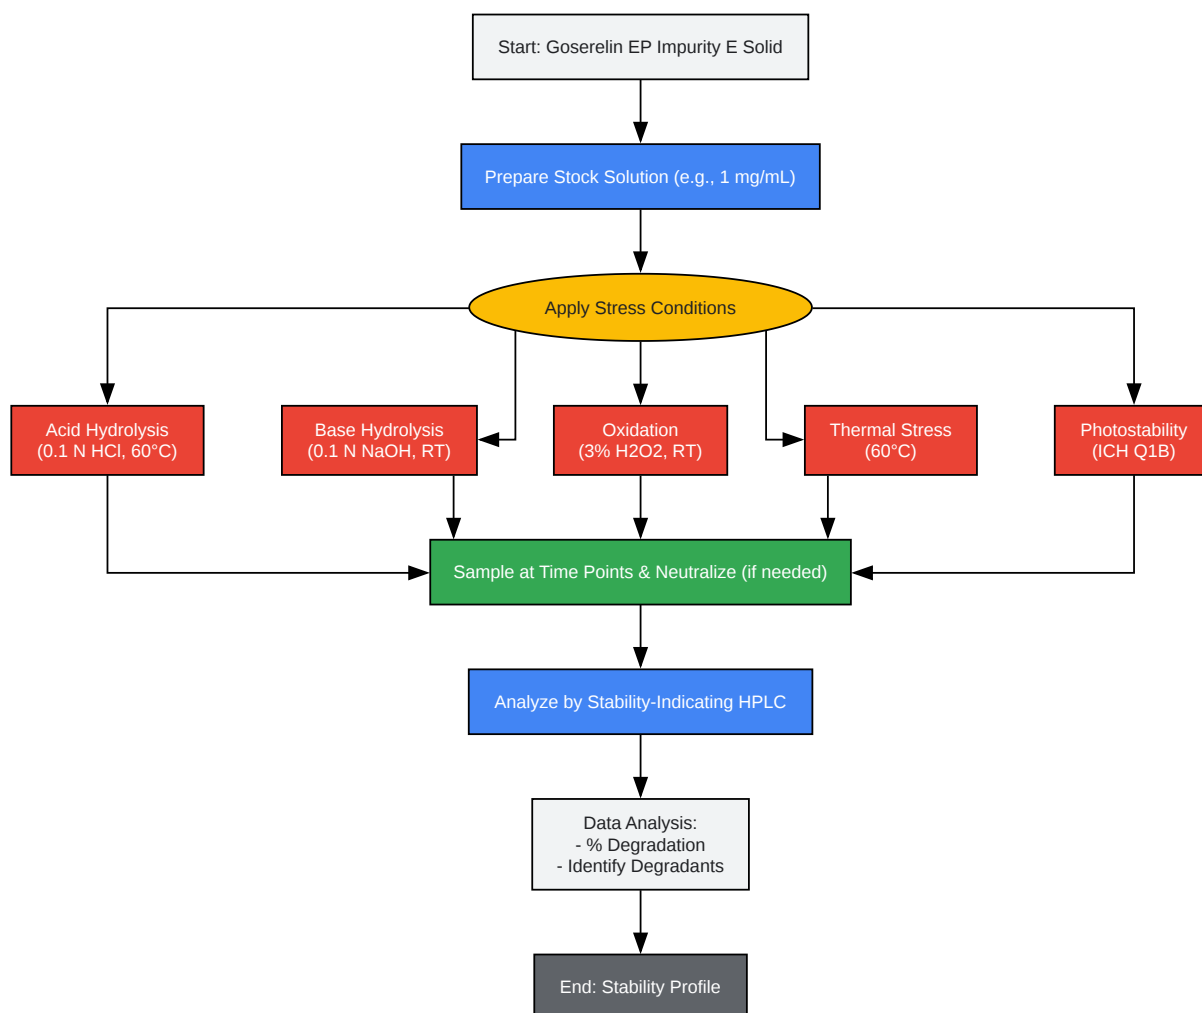 Start: Goserelin EP Impurity E Solid
Prepare Stock Solution (e.g., 1 mg/mL)
Apply Stress Conditions
Acid Hydrolysis
(0.1 N HCl, 60°C)
Base Hydrolysis
(0.1 N NaOH, RT)
Oxidation
(3% H2O2, RT)
Thermal Stress
(60°C)
Photostability
(ICH Q1B)
Sample at Time Points & Neutralize (if needed)
Analyze by Stability-Indicating HPLC
Data Analysis:
- % Degradation
- Identify Degradants
End: Stability Profile